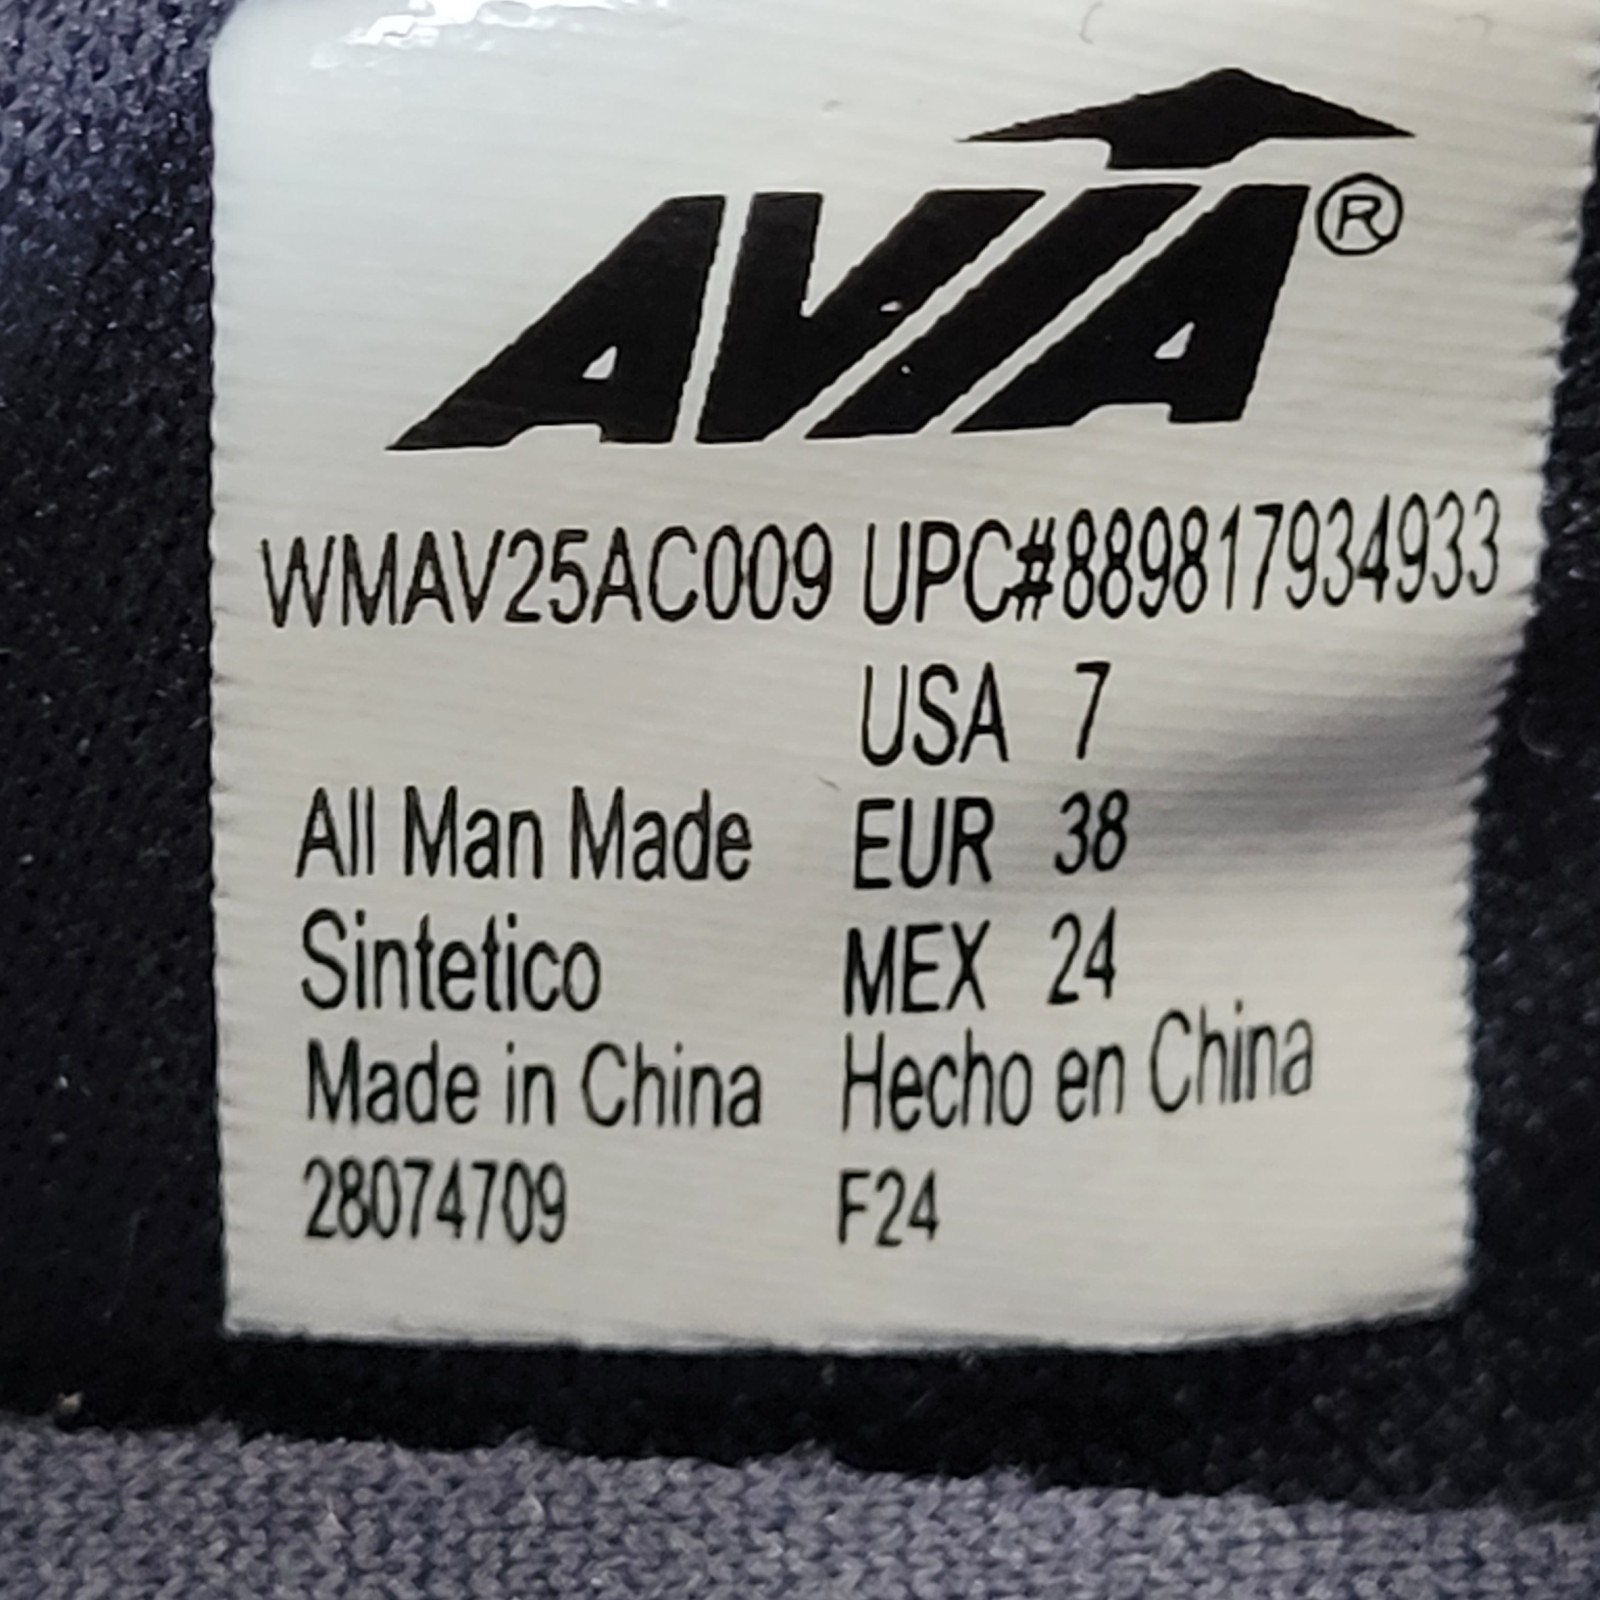 AVIA®
WMAV25AC009 UPC#889817934933
USA 7
All Man Made EUR 38
Sintetico MEX 24
Made in China Hecho en China
28074709 F24